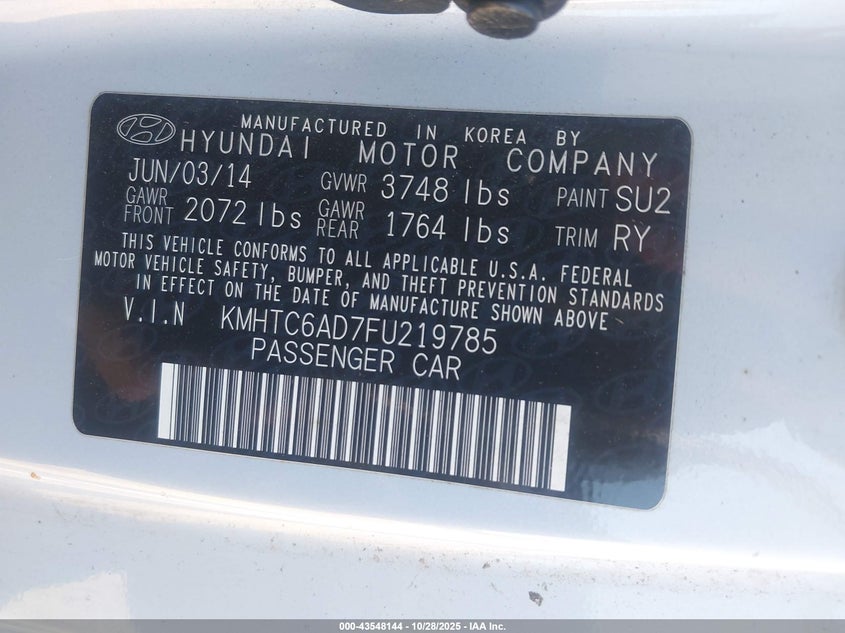 MANUFACTURED IN KOREA BY
HYUNDAI MOTOR COMPANY
JUN/03/14 GVWR 3748 lbs PAINT SU2
GAWR FRONT 2072 lbs GAWR REAR 1764 lbs TRIM RY
THIS VEHICLE CONFORMS TO ALL APPLICABLE U.S.A. FEDERAL
MOTOR VEHICLE SAFETY, BUMPER, AND THEFT PREVENTION STANDARDS
IN EFFECT ON THE DATE OF MANUFACTURE SHOWN ABOVE
V.I.N KMHTC6AD7FU219785
PASSENGER CAR
000-43548144 - 10/28/2025 - IAA Inc.